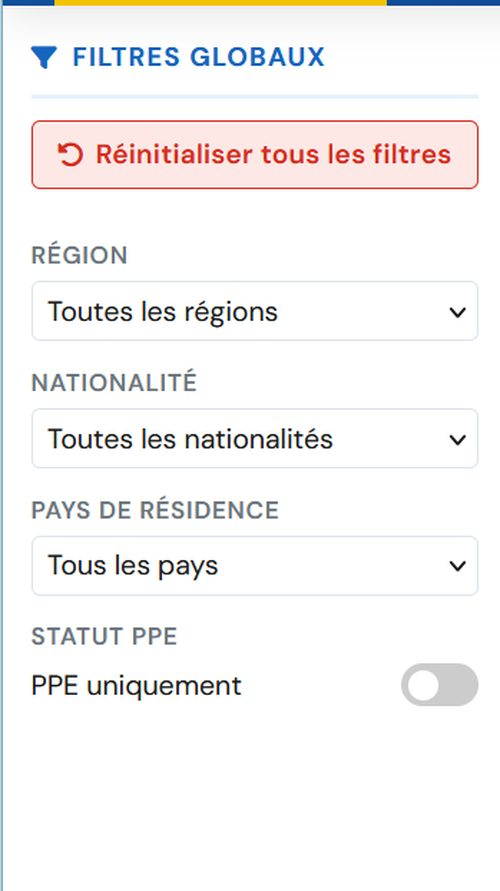 FILTRES GLOBAUX
Réinitialiser tous les filtres
RÉGION
Toutes les régions
NATIONALITÉ
Toutes les nationalités
PAYS DE RÉSIDENCE
Tous les pays
STATUT PPE
PPE uniquement